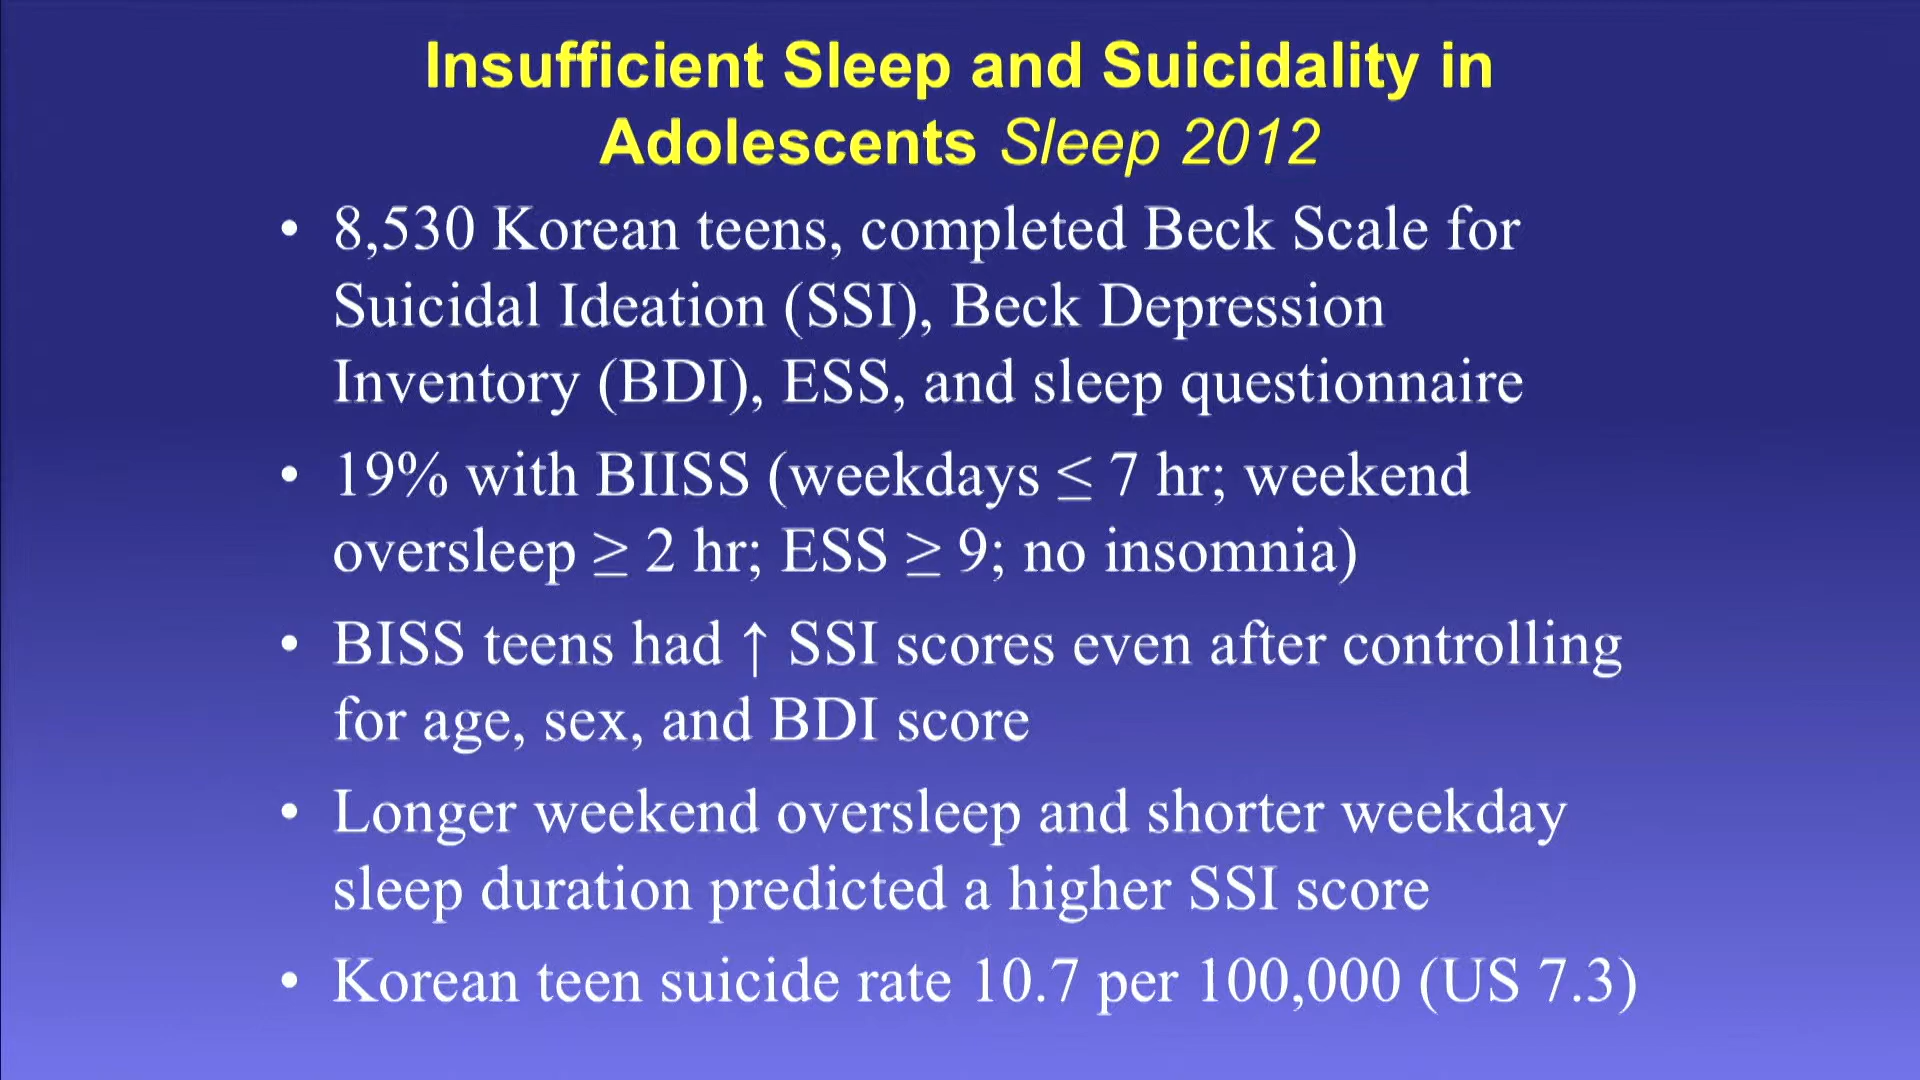 Insufficient Sleep and Suicidality in
Adolescents Sleep 2012
• 8,530 Korean teens, completed Beck Scale for
Suicidal Ideation (SSI), Beck Depression
Inventory (BDI), ESS, and sleep questionnaire
• 19% with BIISS (weekdays ≤ 7 hr; weekend
oversleep ≥ 2 hr; ESS ≥ 9; no insomnia)
• BISS teens had ↑ SSI scores even after controlling
for age, sex, and BDI score
• Longer weekend oversleep and shorter weekday
sleep duration predicted a higher SSI score
• Korean teen suicide rate 10.7 per 100,000 (US 7.3)